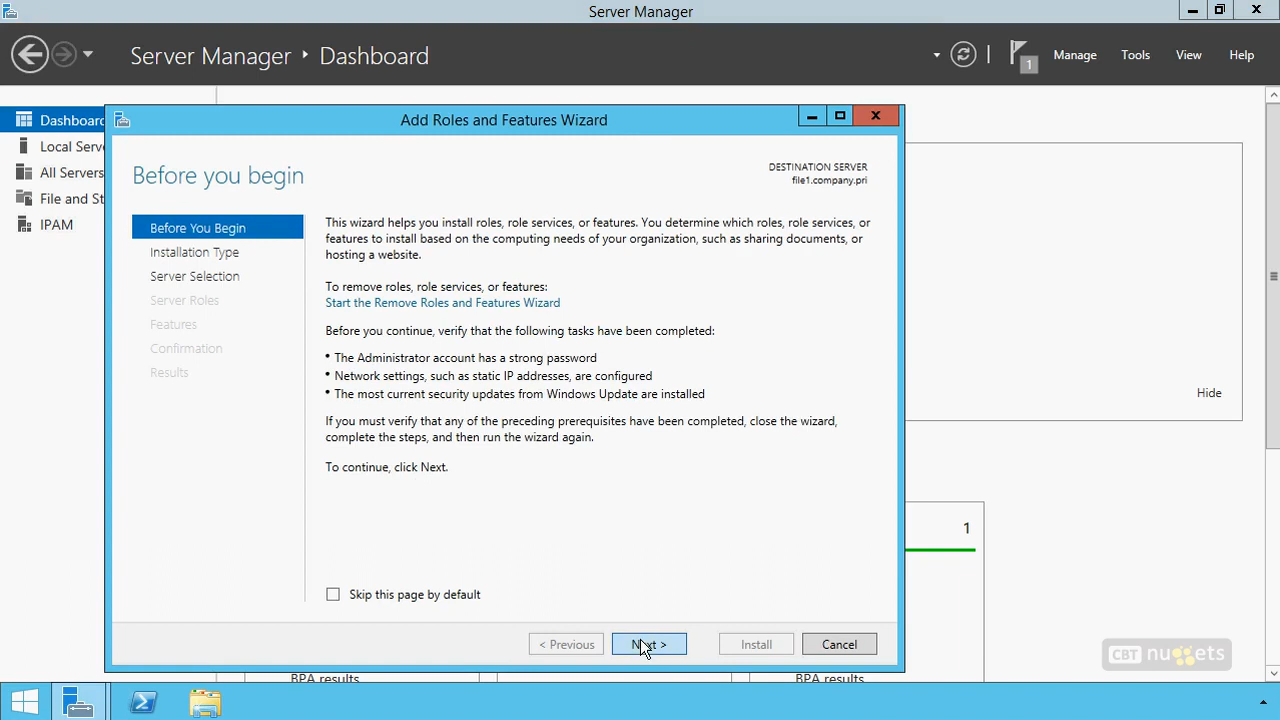 Server Manager
Server Manager ‣ Dashboard
1
Manage
Tools
View
Help
Dashboard
Local Serve
All Servers
File and St
IPAM
Add Roles and Features Wizard
Before you begin
DESTINATION SERVER
file1.company.pri
Before You Begin
Installation Type
Server Selection
Server Roles
Features
Confirmation
Results
This wizard helps you install roles, role services, or features. You determine which roles, role services, or
features to install based on the computing needs of your organization, such as sharing documents, or
hosting a website.
To remove roles, role services, or features:
Start the Remove Roles and Features Wizard
Before you continue, verify that the following tasks have been completed:
• The Administrator account has a strong password
• Network settings, such as static IP addresses, are configured
• The most current security updates from Windows Update are installed
If you must verify that any of the preceding prerequisites have been completed, close the wizard,
complete the steps, and then run the wizard again.
To continue, click Next.
Skip this page by default
< Previous
Next >
Install
Cancel
Hide
1
CBT nuggets
BPA results
BPA results